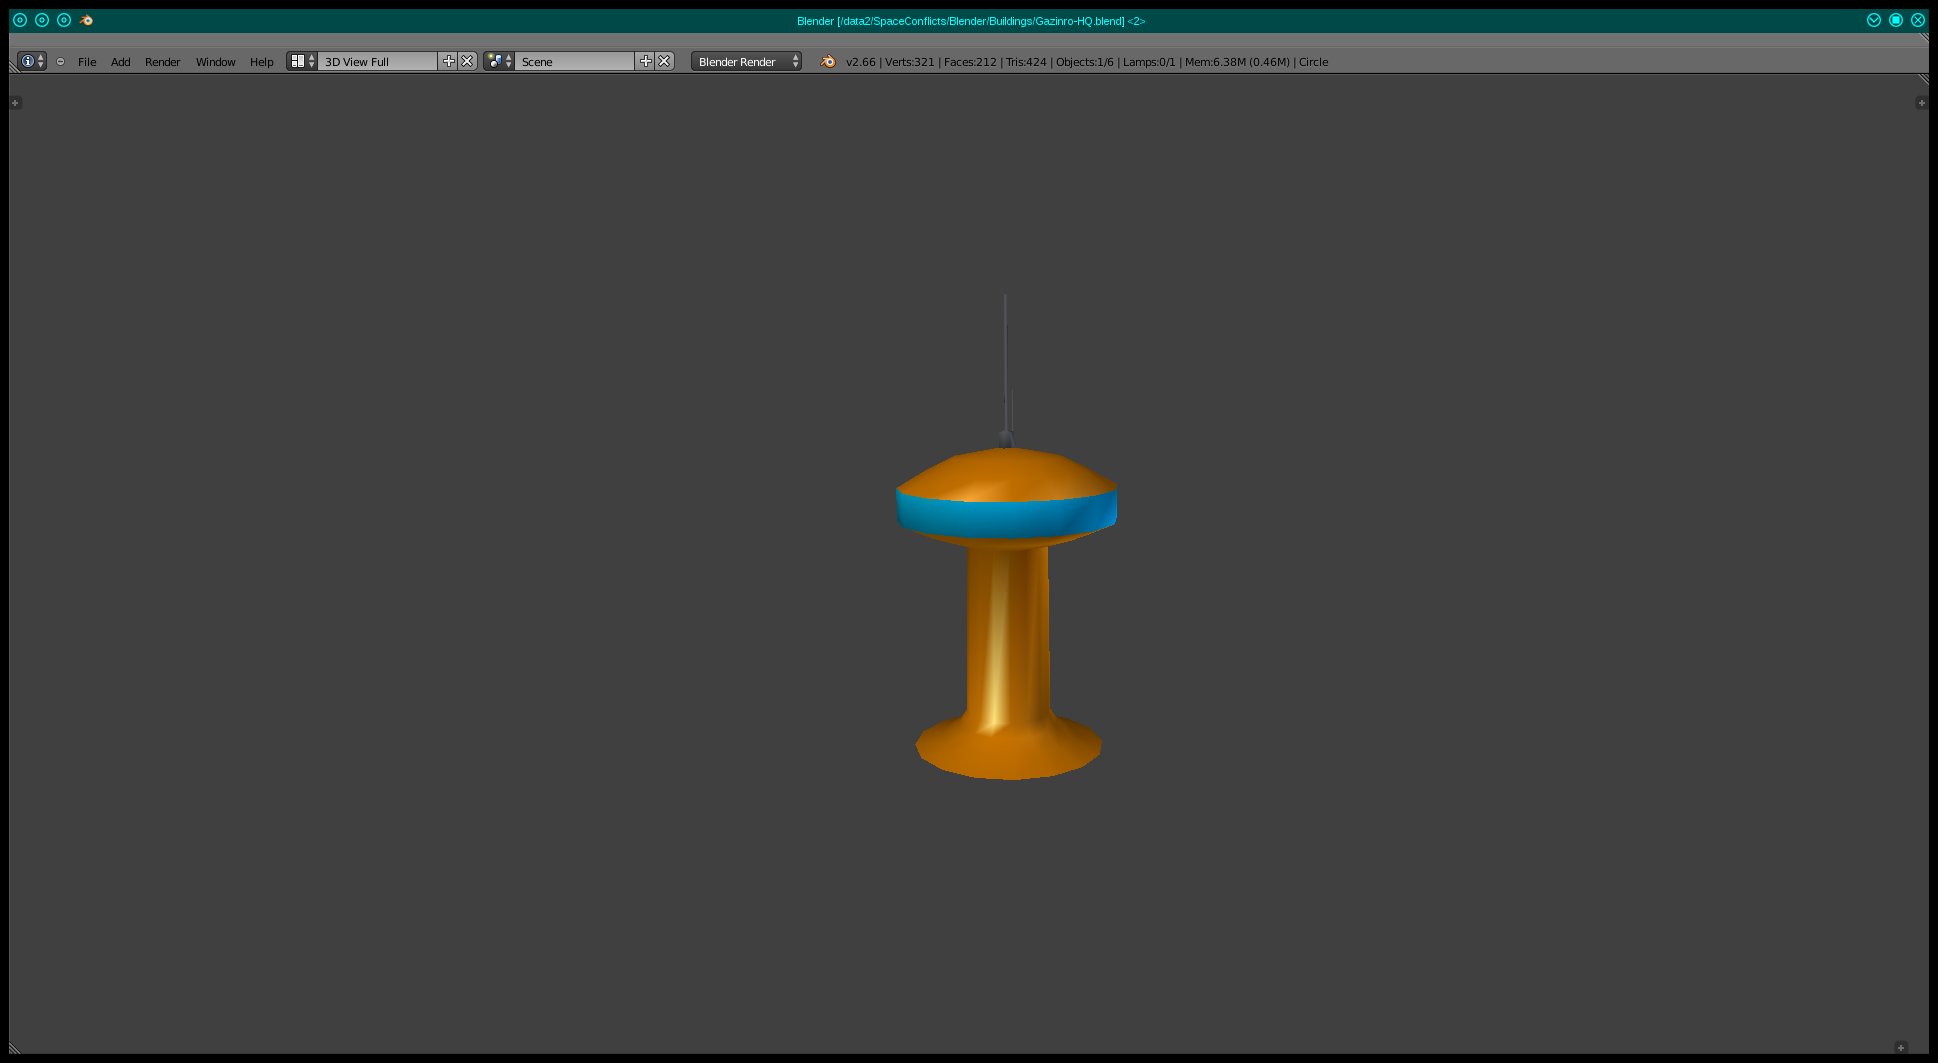 Blender [/data2/SpaceConflicts/Blender/Buildings/Gazinro-HQ.blend] <2>
File Add Render Window Help 3D View Full Scene Blender Render v2.66 | Verts:321 | Faces:212 | Tris:424 | Objects:1/6 | Lamps:0/1 | Mem:6.38M (0.46M) | Circle